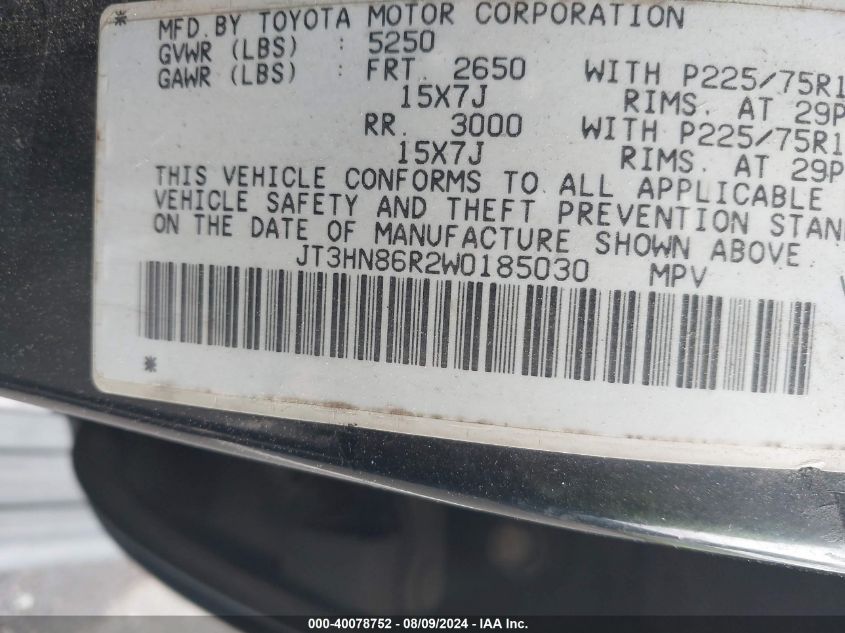 * MFD. BY TOYOTA MOTOR CORPORATION
GVWR (LBS) : 5250
GAWR (LBS) : FRT. 2650 WITH P225/75R1
15X7J RIMS. AT 29P
RR. 3000 WITH P225/75R1
15X7J RIMS. AT 29P
THIS VEHICLE CONFORMS TO ALL APPLICABLE
VEHICLE SAFETY AND THEFT PREVENTION STAN
ON THE DATE OF MANUFACTURE SHOWN ABOVE.
JT3HN86R2W0185030 MPV
*
000-40078752 - 08/09/2024 - IAA Inc.